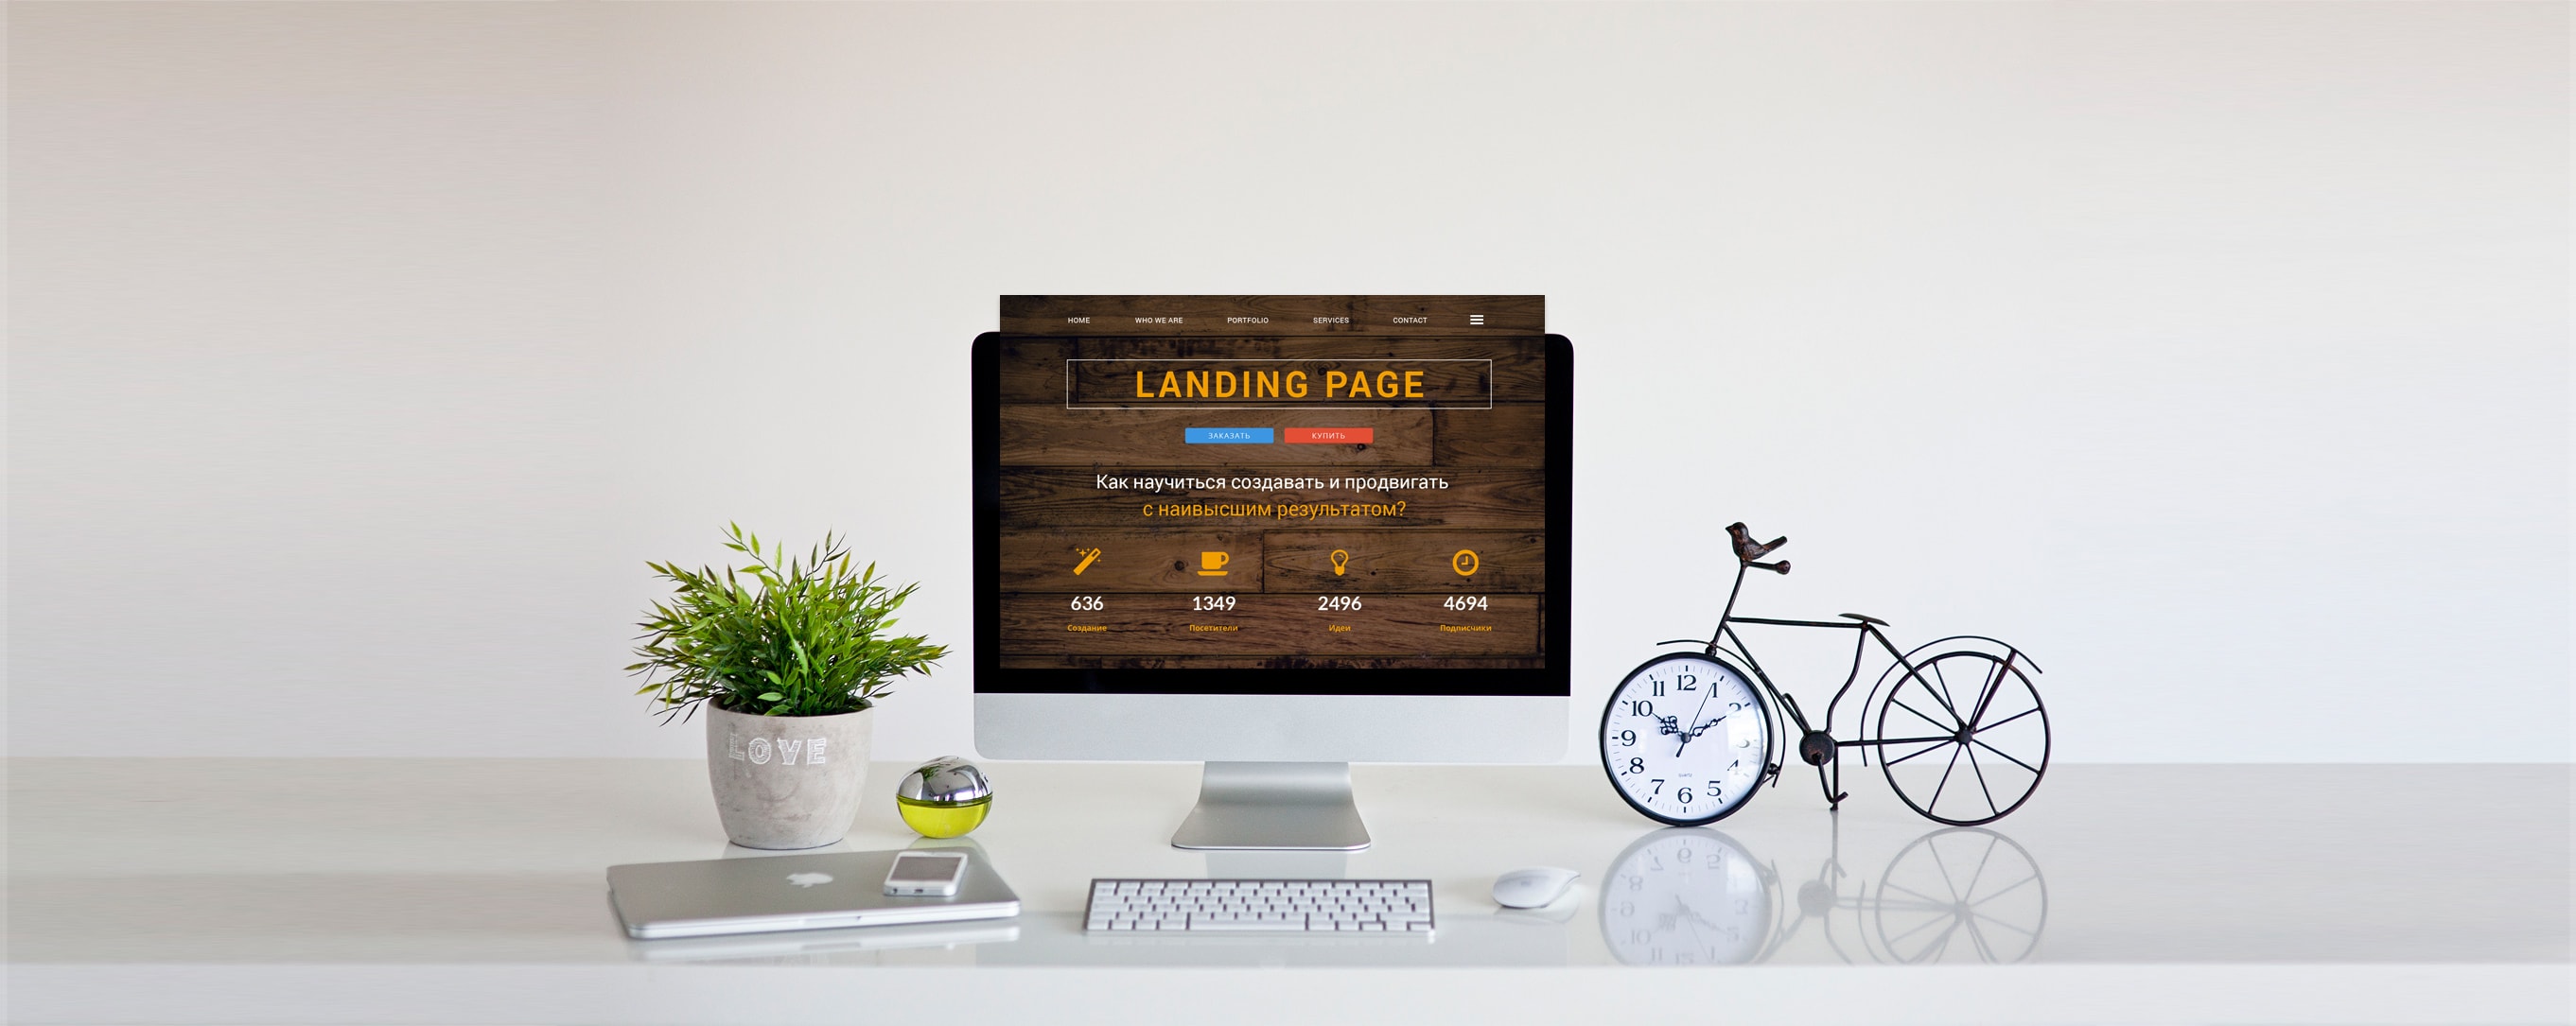 HOME WHO WE ARE PORTFOLIO SERVICES CONTACT
LANDING PAGE
ЗАКАЗАТЬ КУПИТЬ
Как научиться создавать и продвигать
с наивысшим результатом?
636 1349 2496 4694
Создание Посетители Идеи Подписчики
LOVE
11 12 1
10 2
9 3
8 4
7 6 5